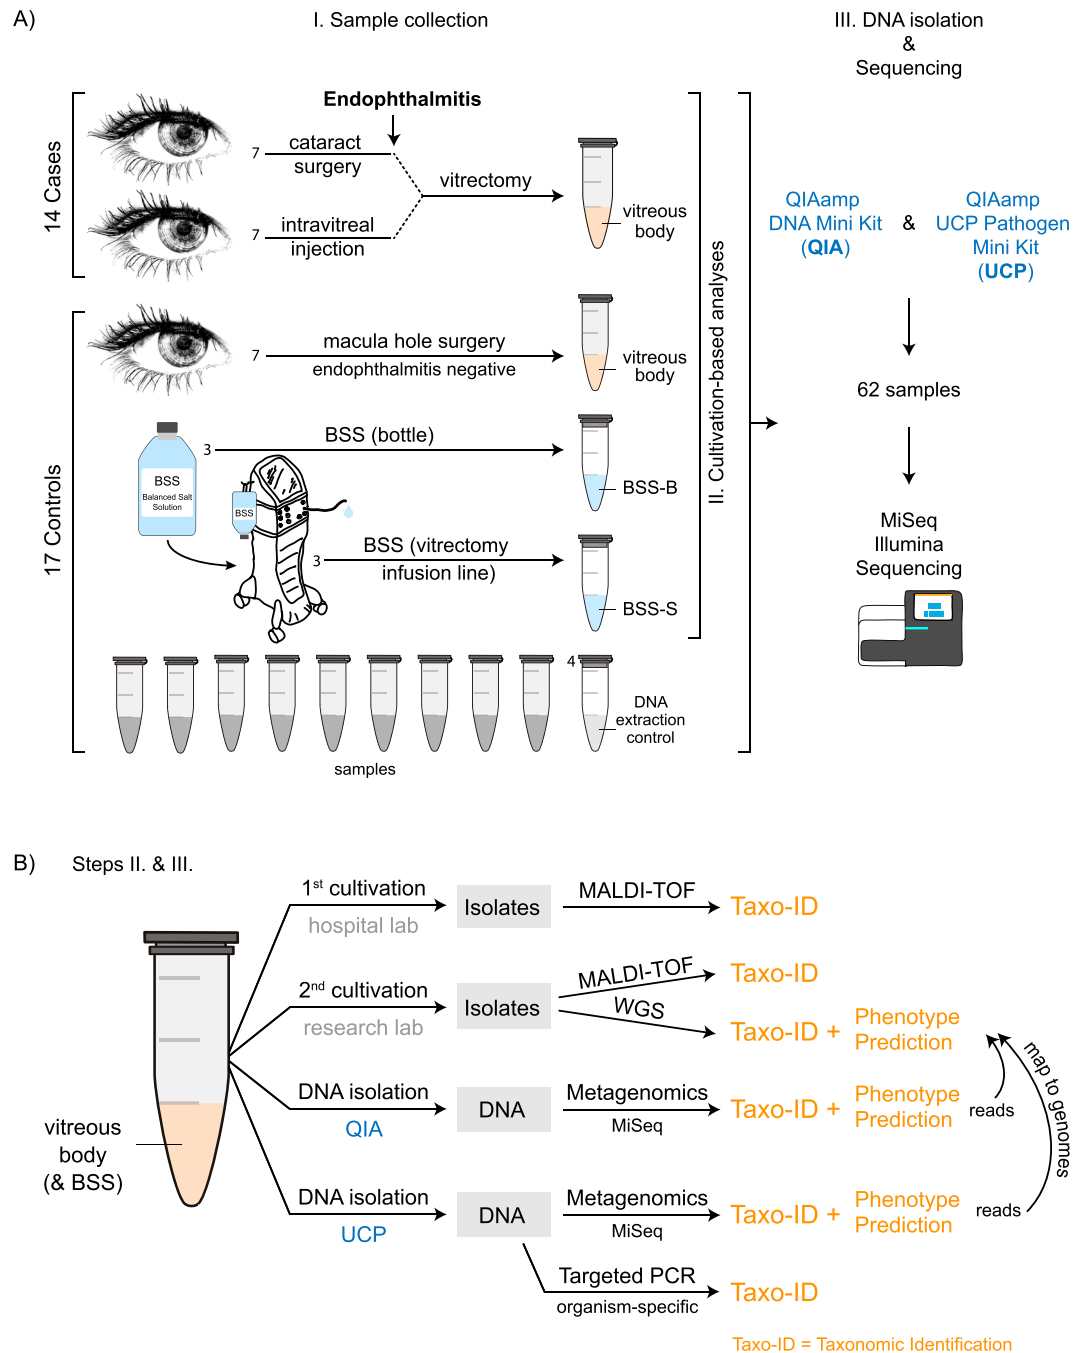 A)
I. Sample collection
III. DNA isolation
&
Sequencing
14 Cases
Endophthalmitis
7
cataract
surgery
vitrectomy
7
intravitreal
injection
vitreous
body
17 Controls
7
macula hole surgery
endophthalmitis negative
vitreous
body
BSS
Balanced Salt
Solution
3
BSS (bottle)
BSS-B
BSS
3
BSS (vitrectomy
infusion line)
BSS-S
4
DNA
extraction
control
samples
II. Cultivation-based analyses
QIAamp
DNA Mini Kit
(QIA)
&
QIAamp
UCP Pathogen
Mini Kit
(UCP)
62 samples
MiSeq
Illumina
Sequencing
B)
Steps II. & III.
vitreous
body
(& BSS)
1st cultivation
hospital lab
Isolates
MALDI-TOF
Taxo-ID
2nd cultivation
research lab
Isolates
MALDI-TOF
Taxo-ID
WGS
Taxo-ID +
Phenotype
Prediction
DNA isolation
QIA
DNA
Metagenomics
MiSeq
Taxo-ID +
Phenotype
Prediction
reads
map to genomes
DNA isolation
UCP
DNA
Metagenomics
MiSeq
Taxo-ID +
Phenotype
Prediction
reads
Targeted PCR
organism-specific
Taxo-ID
Taxo-ID = Taxonomic Identification